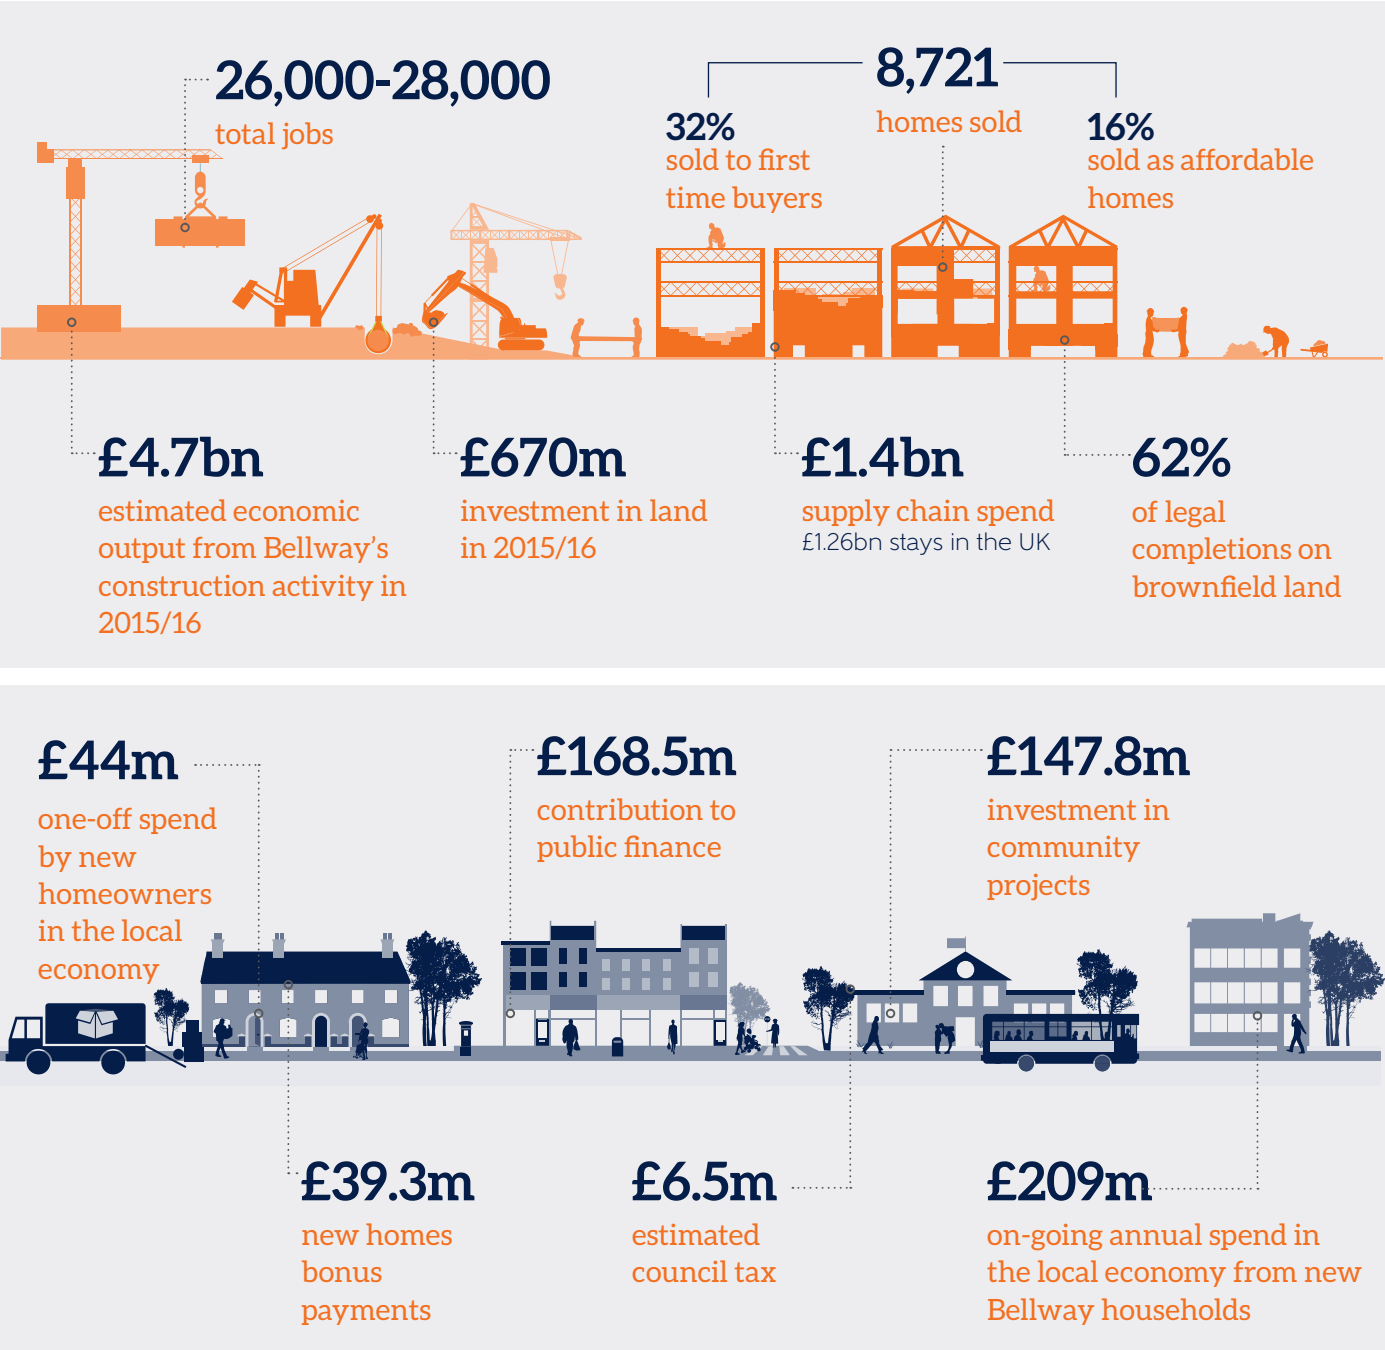 26,000-28,000
total jobs
8,721
homes sold
32%
sold to first
time buyers
16%
sold as affordable
homes
£4.7bn
estimated economic
output from Bellway’s
construction activity in
2015/16
£670m
investment in land
in 2015/16
£1.4bn
supply chain spend
£1.26bn stays in the UK
62%
of legal
completions on
brownfield land
£44m
one-off spend
by new
homeowners
in the local
economy
£168.5m
contribution to
public finance
£147.8m
investment in
community
projects
£39.3m
new homes
bonus
payments
£6.5m
estimated
council tax
£209m
on-going annual spend in
the local economy from new
Bellway households